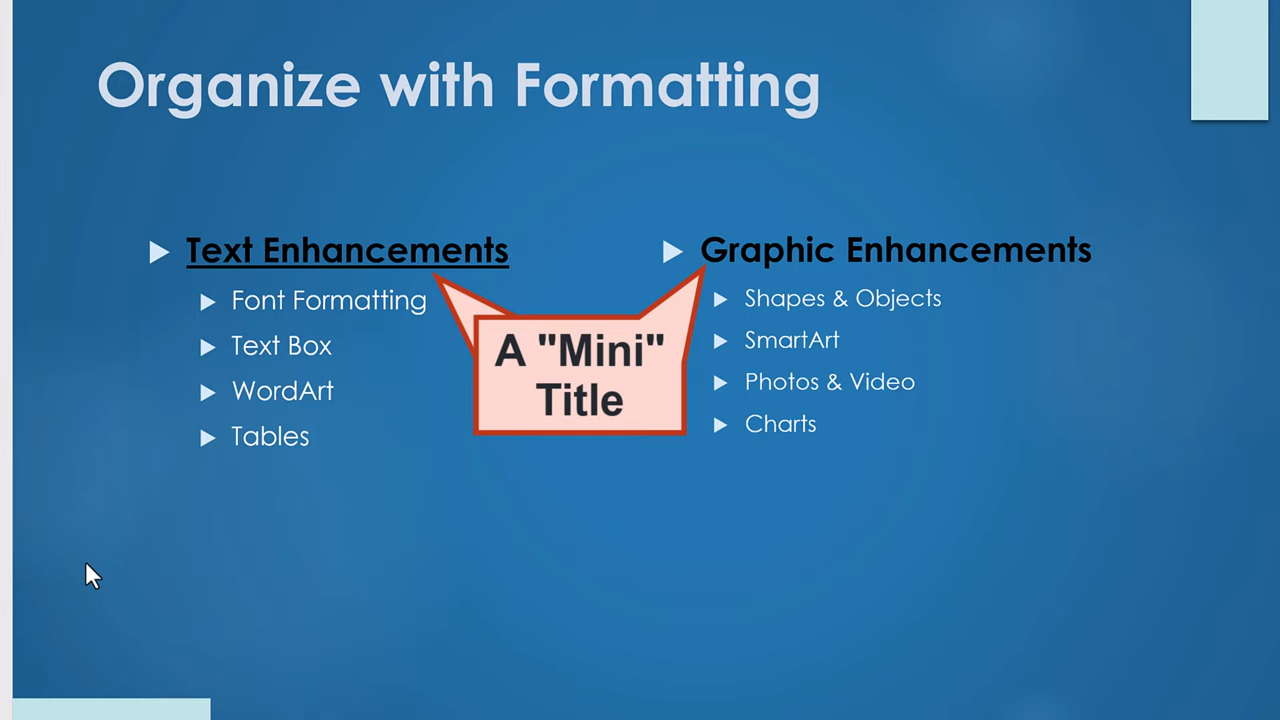 Organize with Formatting
Text Enhancements
Font Formatting
Text Box
WordArt
Tables
A "Mini"
Title
Graphic Enhancements
Shapes & Objects
SmartArt
Photos & Video
Charts